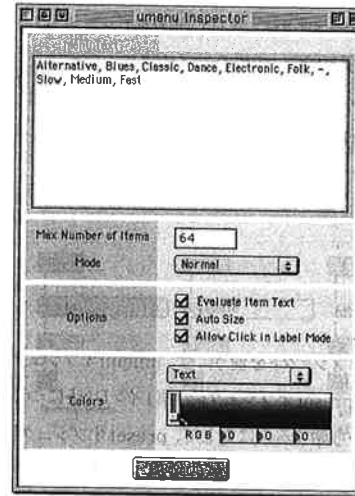 umenu Inspector
Alternative, Blues, Classic, Dance, Electronic, Folk, -,
Slow, Medium, Fast
Max Number of Items
64
Mode
Normal
Options
Evaluate Item Text
Auto Size
Allow Click in Label Mode
Text
Colors
RGB 0 0 0